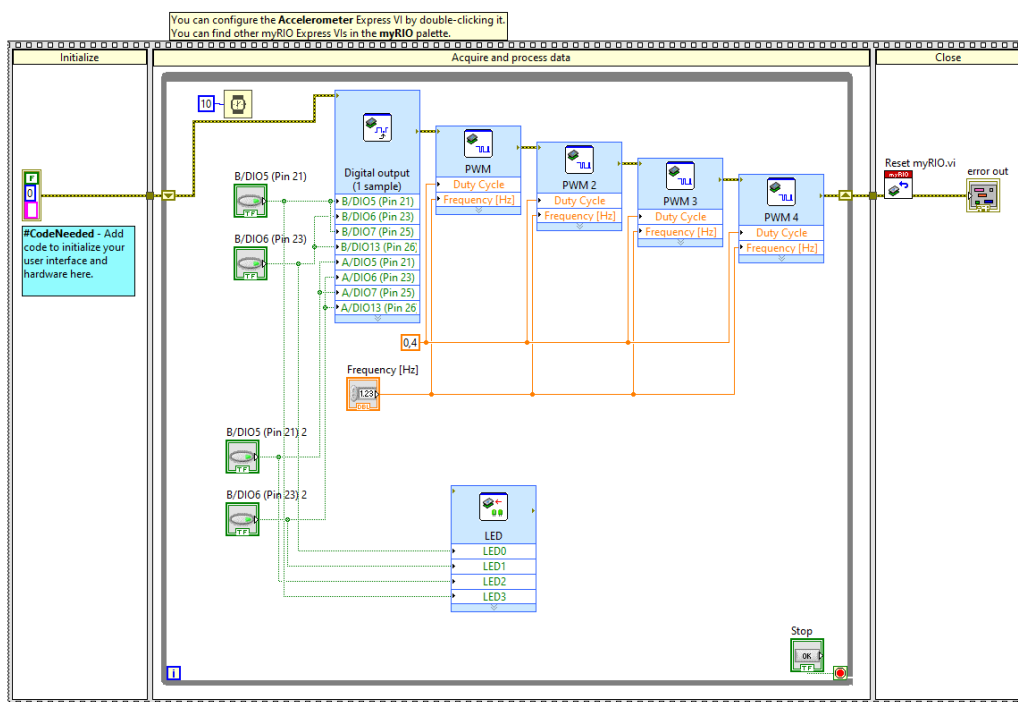 You can configure the Accelerometer Express VI by double-clicking it.
You can find other myRIO Express VIs in the myRIO palette.
Initialize
Acquire and process data
Close
F
0
#CodeNeeded - Add
code to initialize your
user interface and
hardware here.
10
B/DIO5 (Pin 21)
TF
B/DIO6 (Pin 23)
TF
Digital output
(1 sample)
B/DIO5 (Pin 21)
B/DIO6 (Pin 23)
B/DIO7 (Pin 25)
B/DIO13 (Pin 26)
A/DIO5 (Pin 21)
A/DIO6 (Pin 23)
A/DIO7 (Pin 25)
A/DIO13 (Pin 26)
PWM
Duty Cycle
Frequency [Hz]
PWM 2
Duty Cycle
Frequency [Hz]
PWM 3
Duty Cycle
Frequency [Hz]
PWM 4
Duty Cycle
Frequency [Hz]
0,4
Frequency [Hz]
1.23
DBL
B/DIO5 (Pin 21) 2
TF
B/DIO6 (Pin 23) 2
TF
LED
LED0
LED1
LED2
LED3
Stop
OK
TF
i
Reset myRIO.vi
myRIO
error out